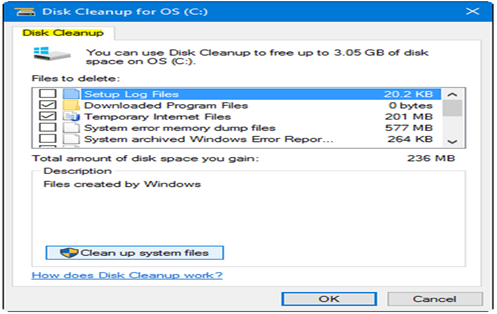 Disk Cleanup for OS (C:)
Disk Cleanup
You can use Disk Cleanup to free up to 3.05 GB of disk
space on OS (C:).
Files to delete:
Setup Log Files 20.2 KB
Downloaded Program Files 0 bytes
Temporary Internet Files 201 MB
System error memory dump files 577 MB
System archived Windows Error Repor... 264 KB
Total amount of disk space you gain: 236 MB
Description
Files created by Windows
Clean up system files
How does Disk Cleanup work?
OK Cancel